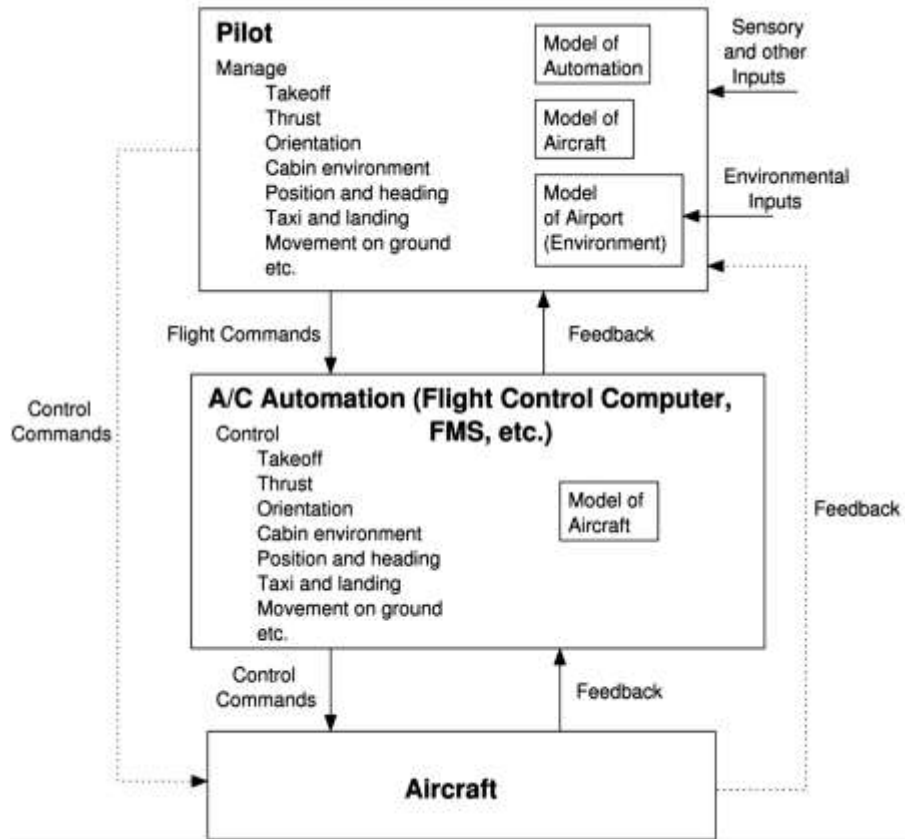 Pilot
Manage
Takeoff
Thrust
Orientation
Cabin environment
Position and heading
Taxi and landing
Movement on ground
etc.
Model of
Automation
Model of
Aircraft
Model
of Airport
(Environment)
Sensory
and other
Inputs
Environmental
Inputs
Flight Commands
Feedback
Control
Commands
A/C Automation (Flight Control Computer,
FMS, etc.)
Control
Takeoff
Thrust
Orientation
Cabin environment
Position and heading
Taxi and landing
Movement on ground
etc.
Model of
Aircraft
Feedback
Control
Commands
Feedback
Aircraft